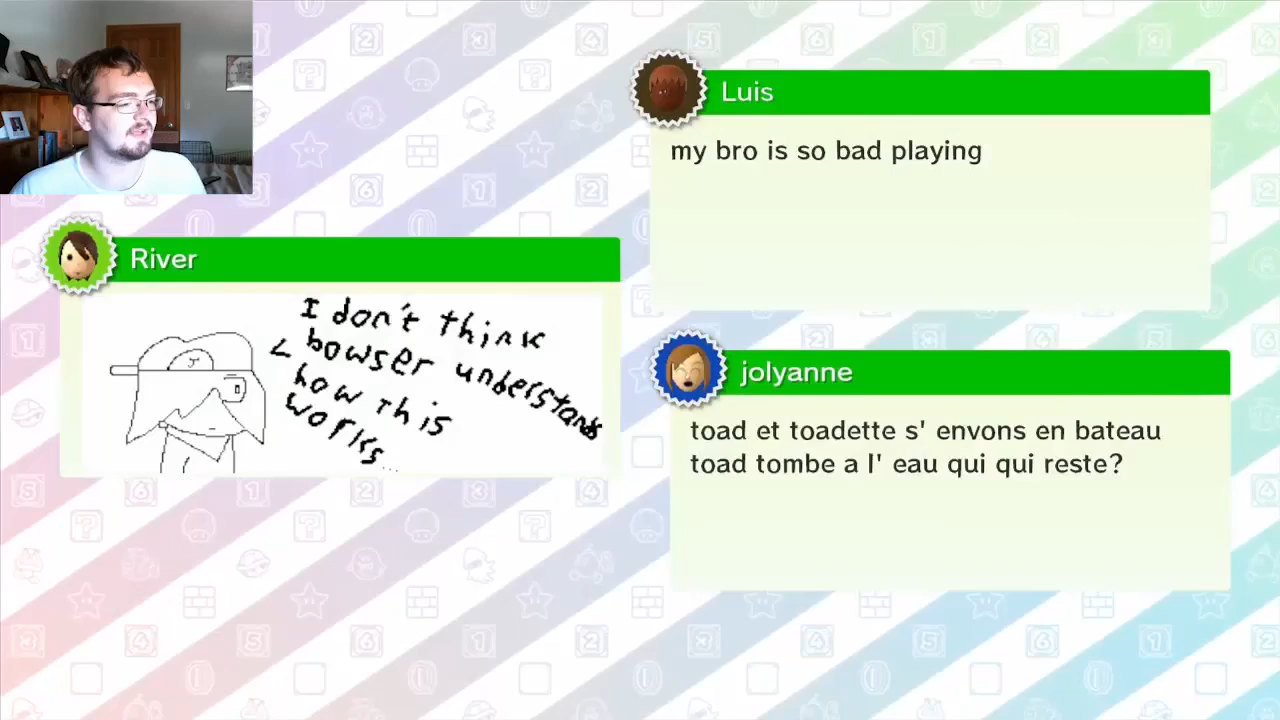 Luis
my bro is so bad playing
River
I don't think
bowser understands
how this
works...
jolyanne
toad et toadette s' envons en bateau
toad tombe a l' eau qui qui reste?